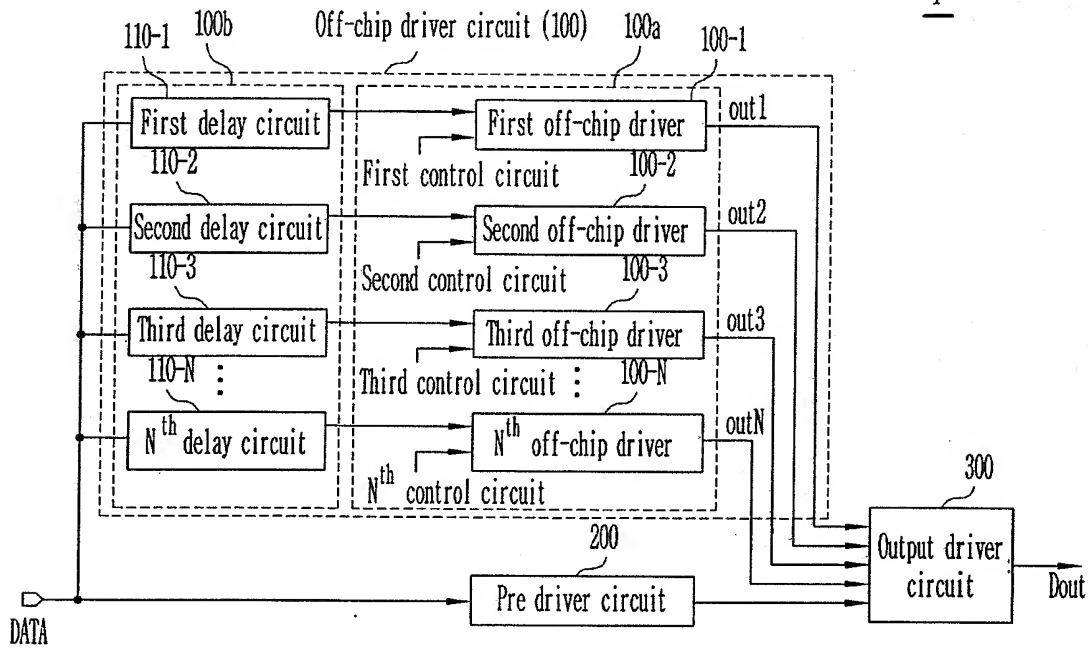 Off-chip driver circuit (100)
110-1
100b
100a
100-1
First delay circuit
First off-chip driver
out1
First control circuit
110-2
100-2
Second delay circuit
Second off-chip driver
out2
Second control circuit
110-3
100-3
Third delay circuit
Third off-chip driver
out3
Third control circuit
110-N
100-N
Nth delay circuit
Nth off-chip driver
outN
Nth control circuit
300
Output driver
circuit
200
Pre driver circuit
Dout
DATA